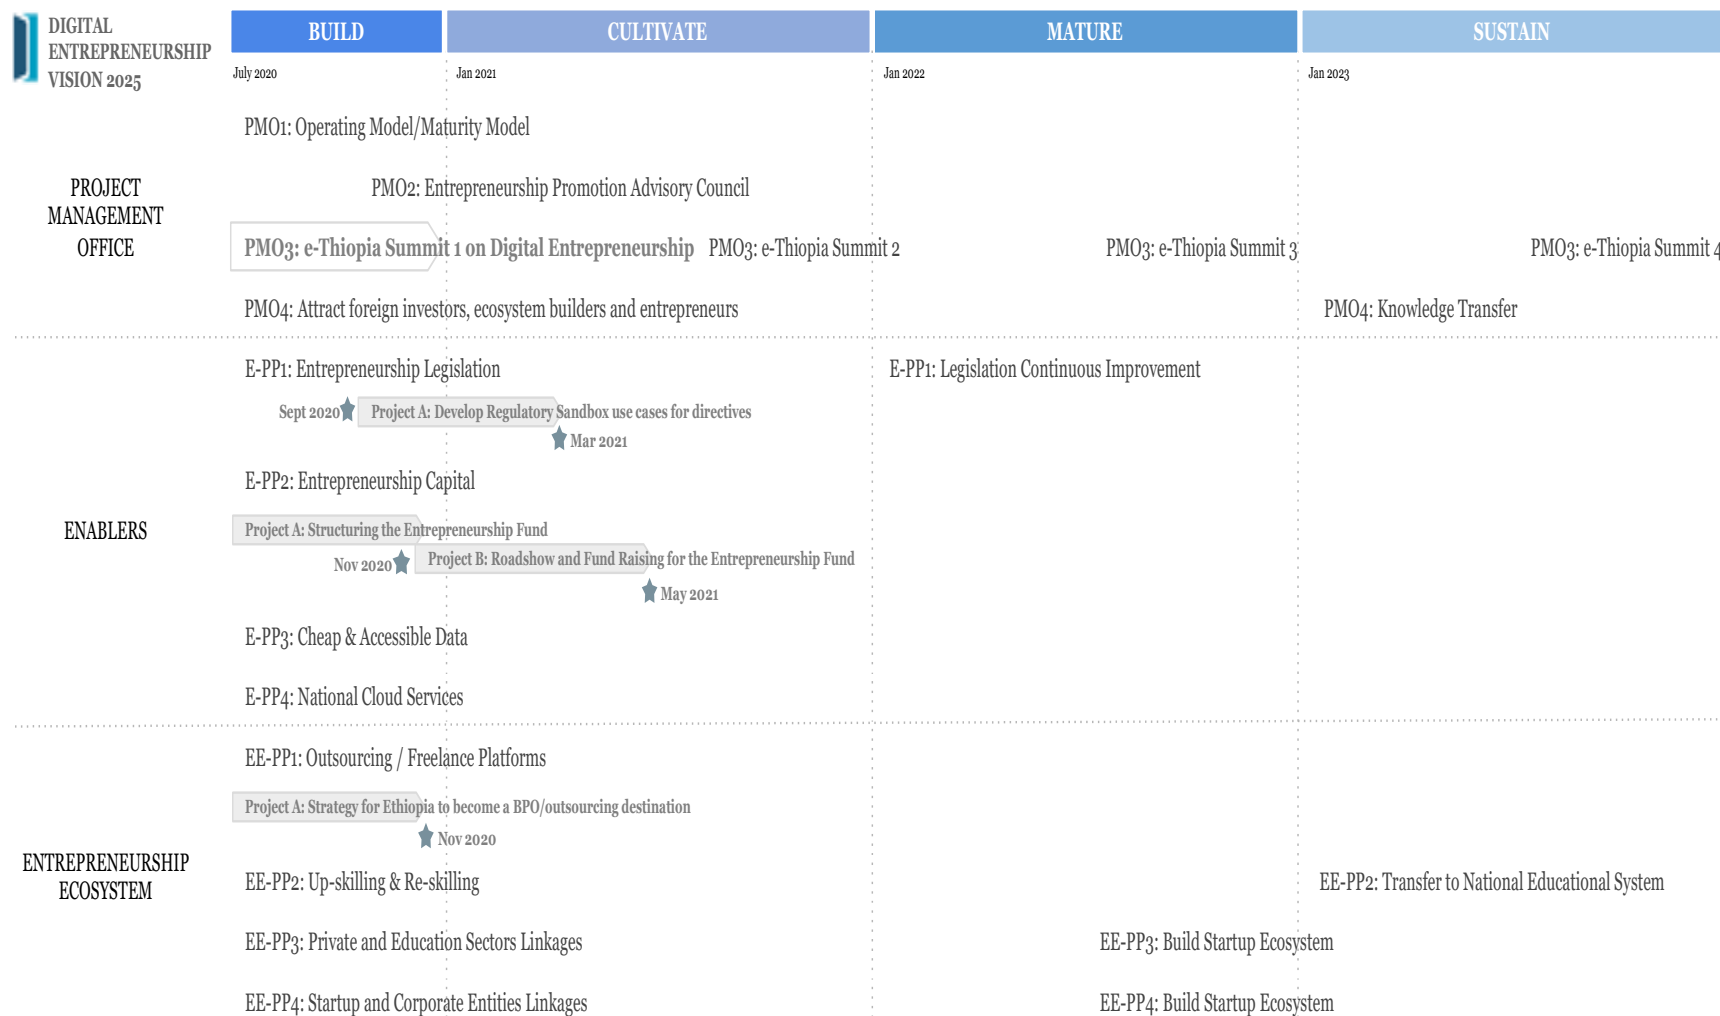 DIGITAL
ENTREPRENEURSHIP
VISION 2025
BUILD
CULTIVATE
MATURE
SUSTAIN
July 2020
Jan 2021
Jan 2022
Jan 2023
PROJECT
MANAGEMENT
OFFICE
PMO1: Operating Model/Maturity Model
PMO2: Entrepreneurship Promotion Advisory Council
PMO3: e-Thiopia Summit 1 on Digital Entrepreneurship
PMO3: e-Thiopia Summit 2
PMO3: e-Thiopia Summit 3
PMO3: e-Thiopia Summit 4
PMO4: Attract foreign investors, ecosystem builders and entrepreneurs
PMO4: Knowledge Transfer
ENABLERS
E-PP1: Entrepreneurship Legislation
E-PP1: Legislation Continuous Improvement
Sept 2020
Project A: Develop Regulatory Sandbox use cases for directives
Mar 2021
E-PP2: Entrepreneurship Capital
Project A: Structuring the Entrepreneurship Fund
Nov 2020
Project B: Roadshow and Fund Raising for the Entrepreneurship Fund
May 2021
E-PP3: Cheap & Accessible Data
E-PP4: National Cloud Services
ENTREPRENEURSHIP
ECOSYSTEM
EE-PP1: Outsourcing / Freelance Platforms
Project A: Strategy for Ethiopia to become a BPO/outsourcing destination
Nov 2020
EE-PP2: Up-skilling & Re-skilling
EE-PP2: Transfer to National Educational System
EE-PP3: Private and Education Sectors Linkages
EE-PP3: Build Startup Ecosystem
EE-PP4: Startup and Corporate Entities Linkages
EE-PP4: Build Startup Ecosystem